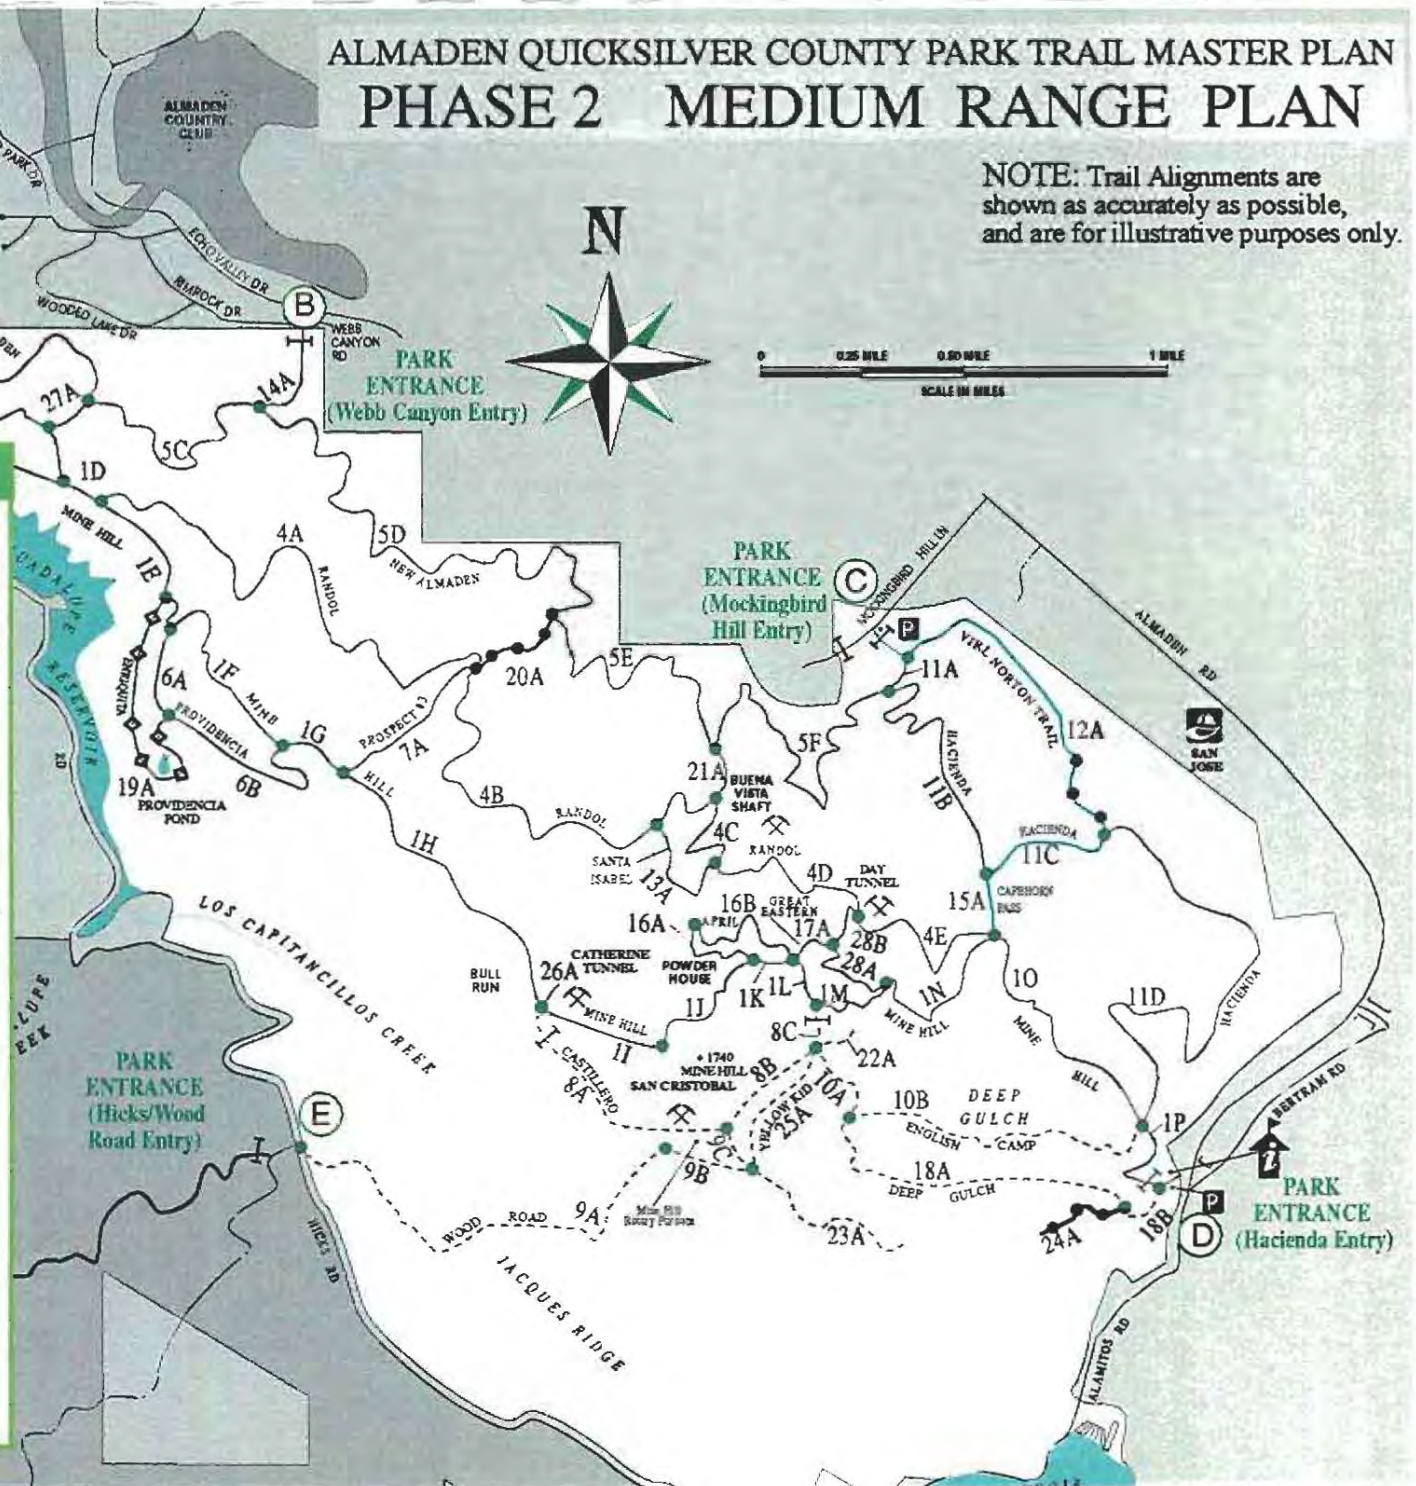 ALMADEN QUICKSILVER COUNTY PARK TRAIL MASTER PLAN
PHASE 2 MEDIUM RANGE PLAN
NOTE: Trail Alignments are
shown as accurately as possible,
and are for illustrative purposes only.
ALMADEN
COUNTRY
CLUB
PARK DR
ECHO VALLEY DR
RIMROCK DR
WOODED LAKE DR
B
WEBB
CANYON
RD
PARK
ENTRANCE
(Webb Canyon Entry)
N
0 0.25 MILE 0.50 MILE 1 MILE
SCALE IN MILES
DEN
27A
14A
5C
1D
MINE HILL
1E
4A
RANDOL
5D
NEW ALMADEN
GUADALUPE
RESERVOIR
RD
ENRIQUITA
6A
1F
MINE
PROVIDENCIA
6B
1G
19A
PROVIDENCIA
POND
HILL
PROSPECT #3
7A
20A
5E
PARK
ENTRANCE
(Mockingbird
Hill Entry)
C
MOCKINGBIRD HILL LN
P
11A
VIRL NORTON TRAIL
12A
ALMADEN RD
SAN
JOSE
5F
HACIENDA
11B
HACIENDA
11C
21A
BUENA
VISTA
SHAFT
4B
RANDOL
4C
RANDOL
SANTA
ISABEL
13A
4D
DAY
TUNNEL
1H
15A
CAPEHORN
PASS
16A
APRIL
16B
GREAT
EASTERN
17A
28B
28A
4E
LOS CAPITANCILLOS CREEK
BULL
RUN
26A
CATHERINE
TUNNEL
POWDER
HOUSE
MINE HILL
1I
1J
1K
1L
1M
MINE HILL
1N
1O
MINE
HILL
11D
HACIENDA
8C
22A
+ 1740
MINE HILL
SAN CRISTOBAL
8B
CASTILLERO
8A
YELLOW KID
25A
10A
10B
ENGLISH CAMP
DEEP
GULCH
1P
BERTRAM RD
LUPE
EEK
PARK
ENTRANCE
(Hicks/Wood
Road Entry)
E
9C
9B
9A
WOOD ROAD
18A
DEEP GULCH
23A
24A
18B
i
P
D
PARK
ENTRANCE
(Hacienda Entry)
HICKS RD
JACQUES RIDGE
ALAMITOS RD